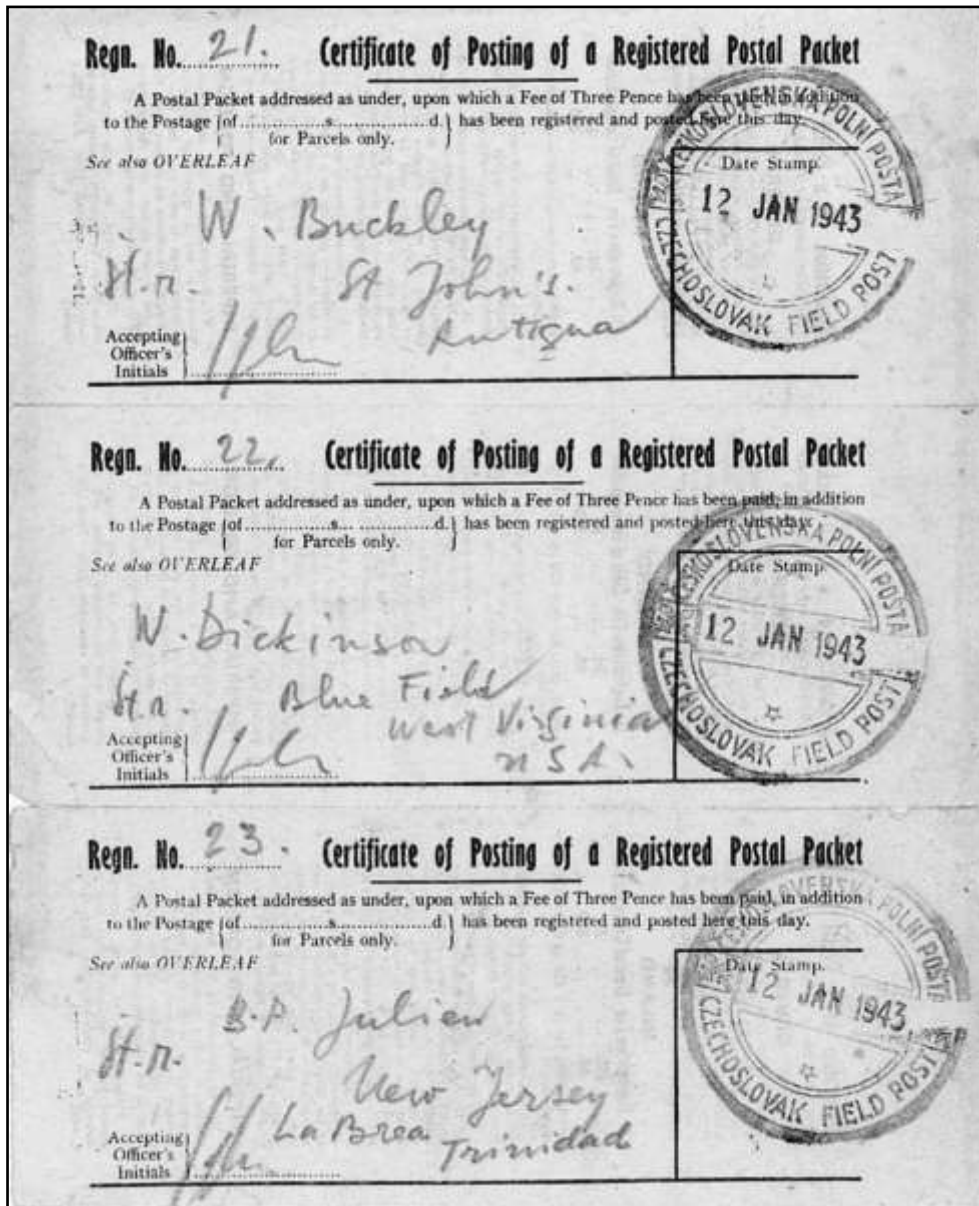 Regn. No. 21. Certificate of Posting of a Registered Postal Packet
A Postal Packet addressed as under, upon which a Fee of Three Pence has been paid, in addition
to the Postage {of ............s.................d.} has been registered and posted here this day.
for Parcels only.
See also OVERLEAF
Date Stamp.
ČESKOSLOVENSKÁ POLNÍ POŠTA
12 JAN 1943
CZECHOSLOVAK FIELD POST
W. Buckley
St. John's.
Antigua
Accepting
Officer's
Initials
Regn. No. 22. Certificate of Posting of a Registered Postal Packet
A Postal Packet addressed as under, upon which a Fee of Three Pence has been paid, in addition
to the Postage {of ............s.................d.} has been registered and posted here this day.
for Parcels only.
See also OVERLEAF
Date Stamp
ČESKOSLOVENSKÁ POLNÍ POŠTA
12 JAN 1943
CZECHOSLOVAK FIELD POST
W. Dickinson
Blue Field
West Virginia
USA.
Accepting
Officer's
Initials
Regn. No. 23. Certificate of Posting of a Registered Postal Packet
A Postal Packet addressed as under, upon which a Fee of Three Pence has been paid, in addition
to the Postage {of ............s.................d.} has been registered and posted here this day.
for Parcels only.
See also OVERLEAF
Date Stamp.
ČESKOSLOVENSKÁ POLNÍ POŠTA
12 JAN 1943
CZECHOSLOVAK FIELD POST
B.P. Julien
New Jersey
La Brea
Trinidad
Accepting
Officer's
Initials